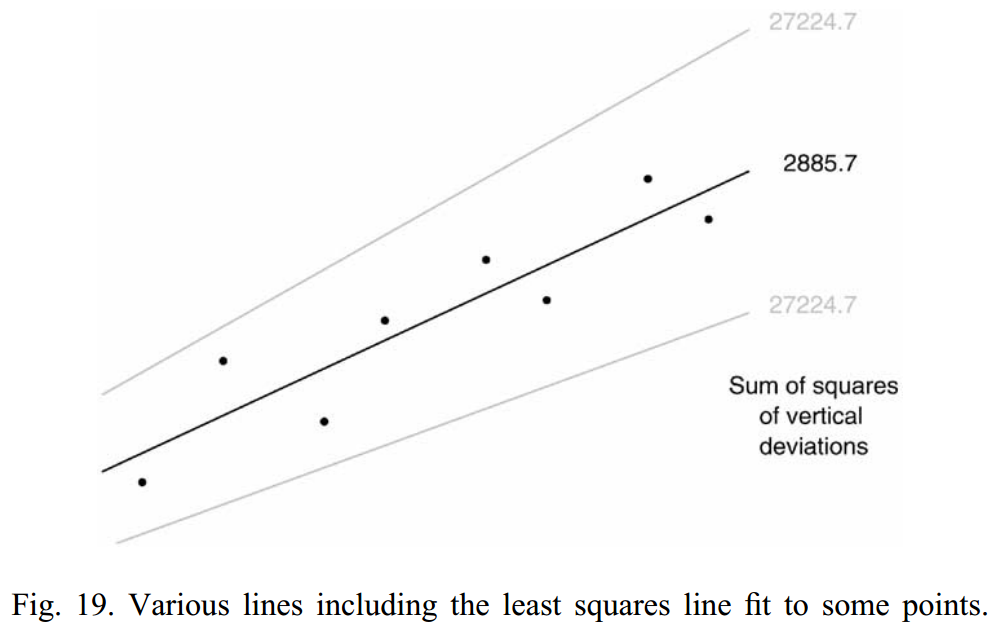 27224.7
2885.7
27224.7
Sum of squares
of vertical
deviations
Fig. 19. Various lines including the least squares line fit to some points.